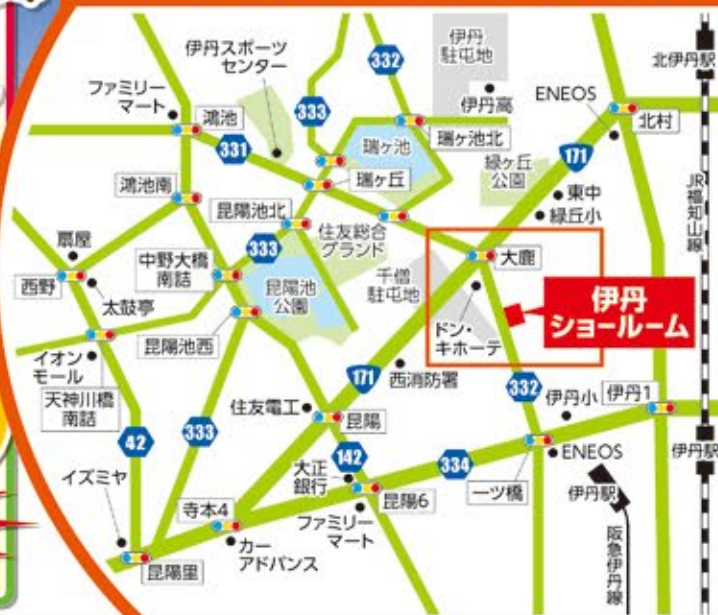 伊丹
駐屯地
332
伊丹スポーツ
センター
北伊丹駅
ファミリー
マート
鴻池
333
伊丹高
ENEOS
北村
瑞ヶ池北
331
瑞ヶ池
171
瑞ヶ丘
緑ヶ丘
公園
JR福知山線
鴻池南
東中
昆陽池北
緑丘小
住友総合
グランド
扇屋
中野大橋
南詰
333
大鹿
西野
千僧
駐屯地
昆陽池
公園
太鼓亭
伊丹
ショールーム
昆陽池西
ドン・
キホーテ
イオン
モール
天神川橋
南詰
171
西消防署
332
伊丹小
伊丹1
住友電工
昆陽
42
333
142
334
一ツ橋
ENEOS
伊丹駅
イズミヤ
大正
銀行
昆陽6
伊丹駅
寺本4
ファミリー
マート
カー
アドバンス
阪急伊丹線
昆陽里